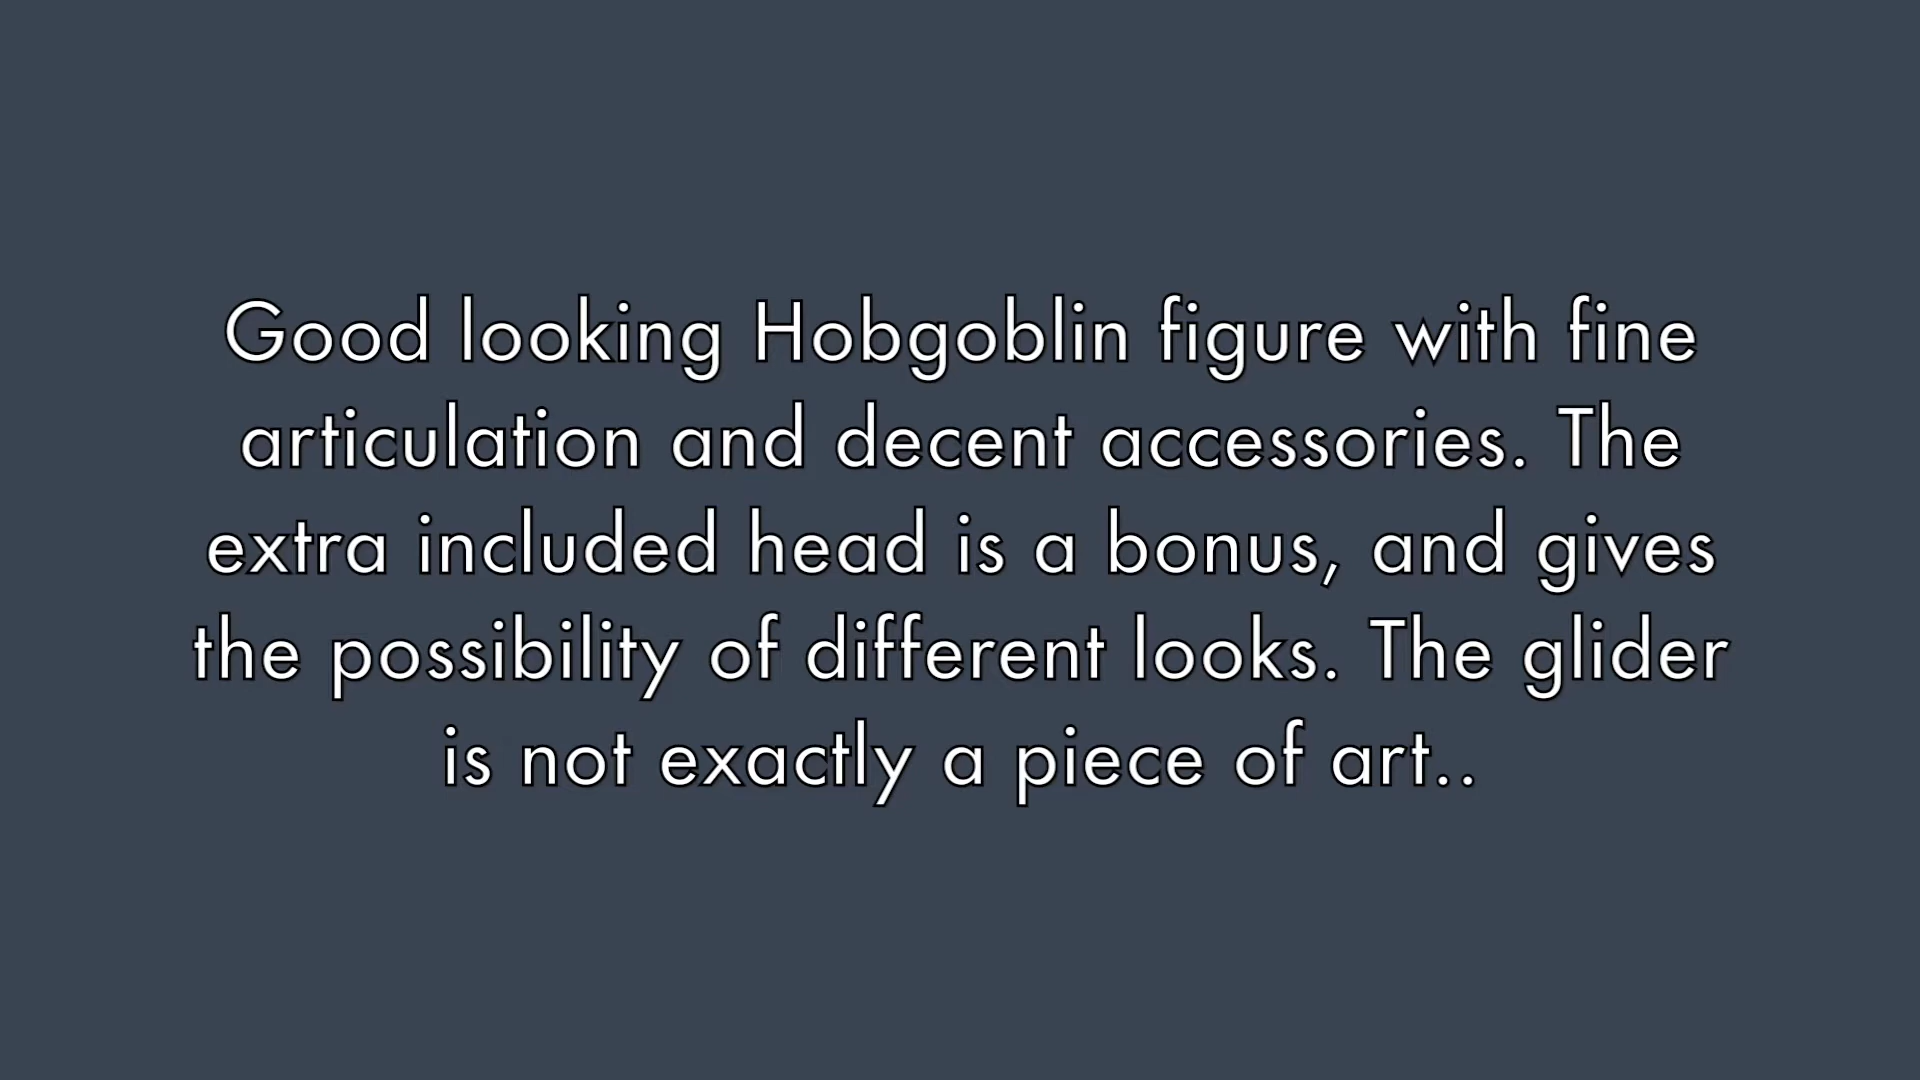 Good looking Hobgoblin figure with fine
articulation and decent accessories. The
extra included head is a bonus, and gives
the possibility of different looks. The glider
is not exactly a piece of art..